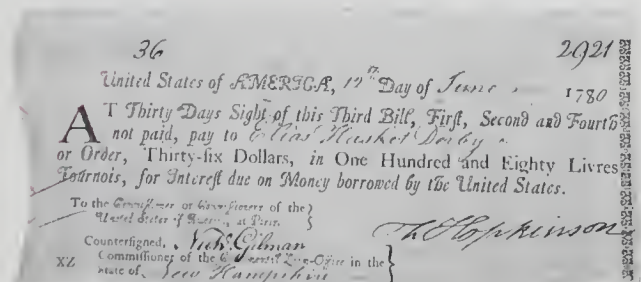 36 2921
United States of AMERICA, 12th Day of June 1780
AT Thirty Days Sight of this Third Bill, First, Second and Fourth
not paid, pay to Elias Hasket Derby
or Order, Thirty-six Dollars, in One Hundred and Eighty Livres
Tournois, for Interest due on Money borrowed by the United States.
To the Commissioner or Commissioners of the }
United States of America, at Paris. }
Countersigned, Nichs. Gilman
XZ Commissioner of the Continental Loan-Office in the }
State of New Hampshire
Hopkinson